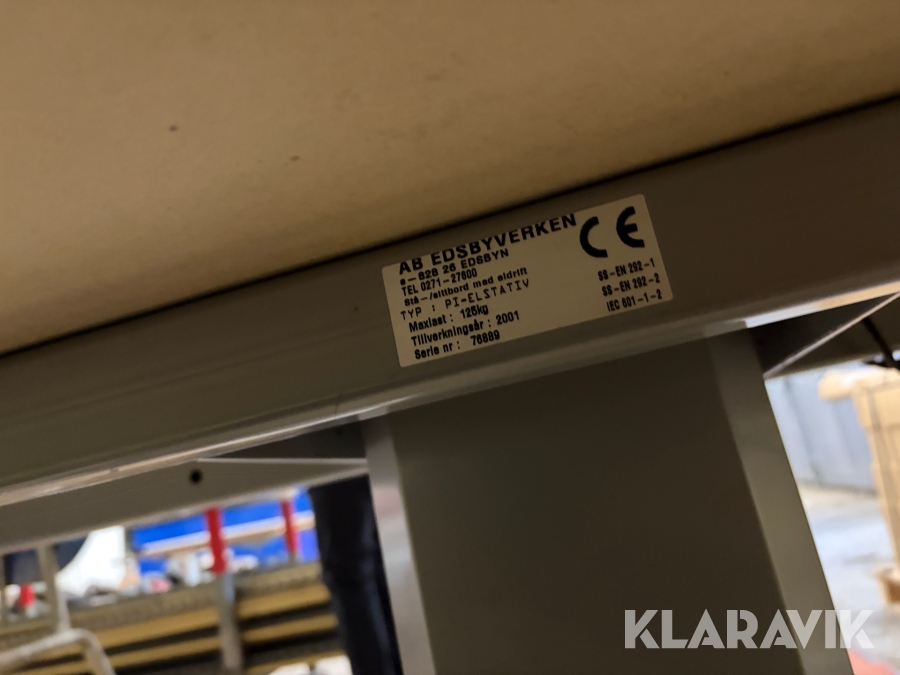 AB EDSBYVERKEN
s-828 26 EDSBYN
TEL 0271-27600
Stå-/sittbord med eldrift
TYP : PI-ELSTATIV
Maxlast : 125kg
Tillverkningsår : 2001
Serie nr : 76889
CE
SS-EN 292-1
SS-EN 292-2
IEC 601-1-2
KLARAVIK